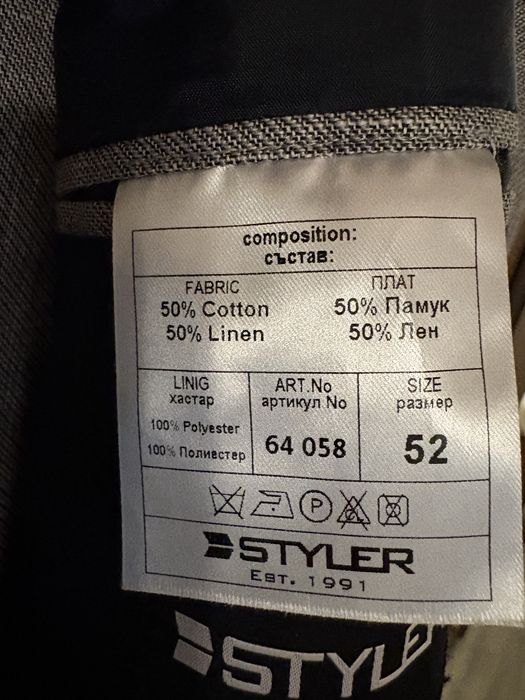 composition:
състав:
FABRIC ПЛАТ
50% Cotton 50% Памук
50% Linen 50% Лен
LINIG ART.No SIZE
хастар артикул No размер
100% Polyester
100% Полиестер
64 058
52
P
STYLER
EST. 1991
STYLE